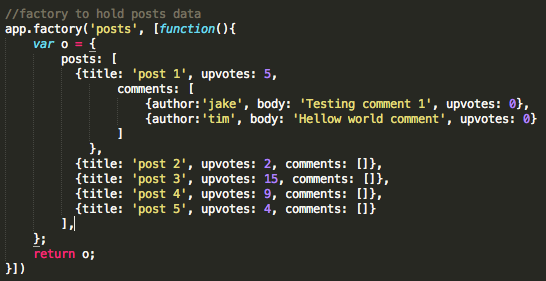 //factory to hold posts data
app.factory('posts', [function(){
    var o = {
        posts: [
          {title: 'post 1', upvotes: 5,
                comments: [
                    {author:'jake', body: 'Testing comment 1', upvotes: 0},
                    {author:'tim', body: 'Hellow world comment', upvotes: 0}
                ]
            },
          {title: 'post 2', upvotes: 2, comments: []},
          {title: 'post 3', upvotes: 15, comments: []},
          {title: 'post 4', upvotes: 9, comments: []},
          {title: 'post 5', upvotes: 4, comments: []}
        ],
    };
    return o;
}])